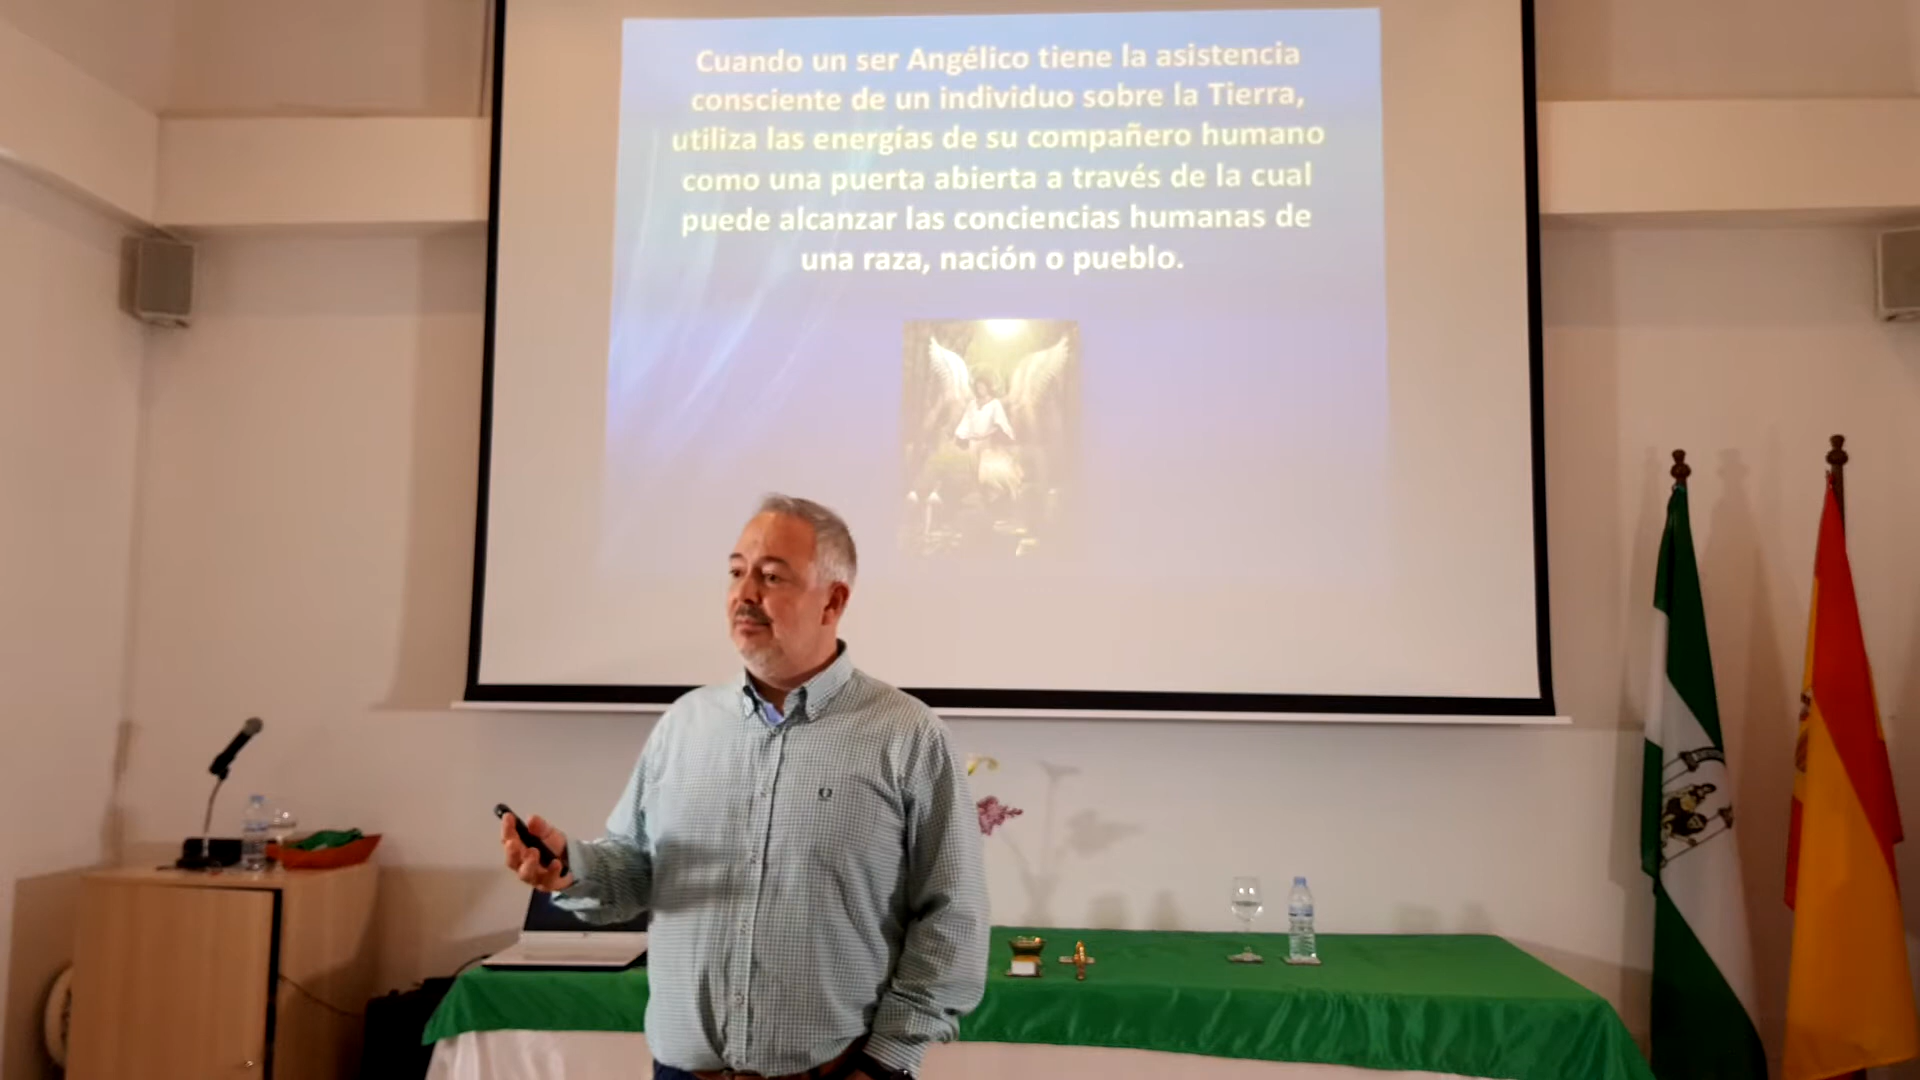 Cuando un ser Angélico tiene la asistencia
consciente de un individuo sobre la Tierra,
utiliza las energías de su compañero humano
como una puerta abierta a través de la cual
puede alcanzar las conciencias humanas de
una raza, nación o pueblo.